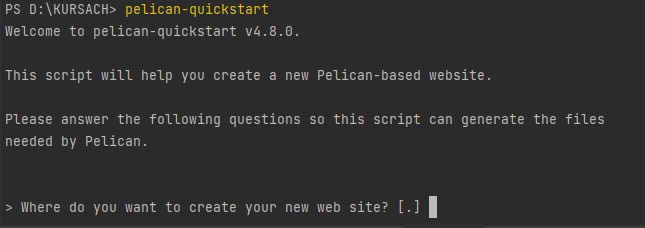 PS D:\KURSACH> pelican-quickstart
Welcome to pelican-quickstart v4.8.0.
This script will help you create a new Pelican-based website.
Please answer the following questions so this script can generate the files
needed by Pelican.
> Where do you want to create your new web site? [.]